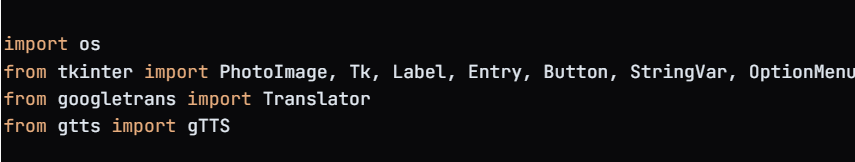 import os
from tkinter import PhotoImage, Tk, Label, Entry, Button, StringVar, OptionMenu
from googletrans import Translator
from gtts import gTTS